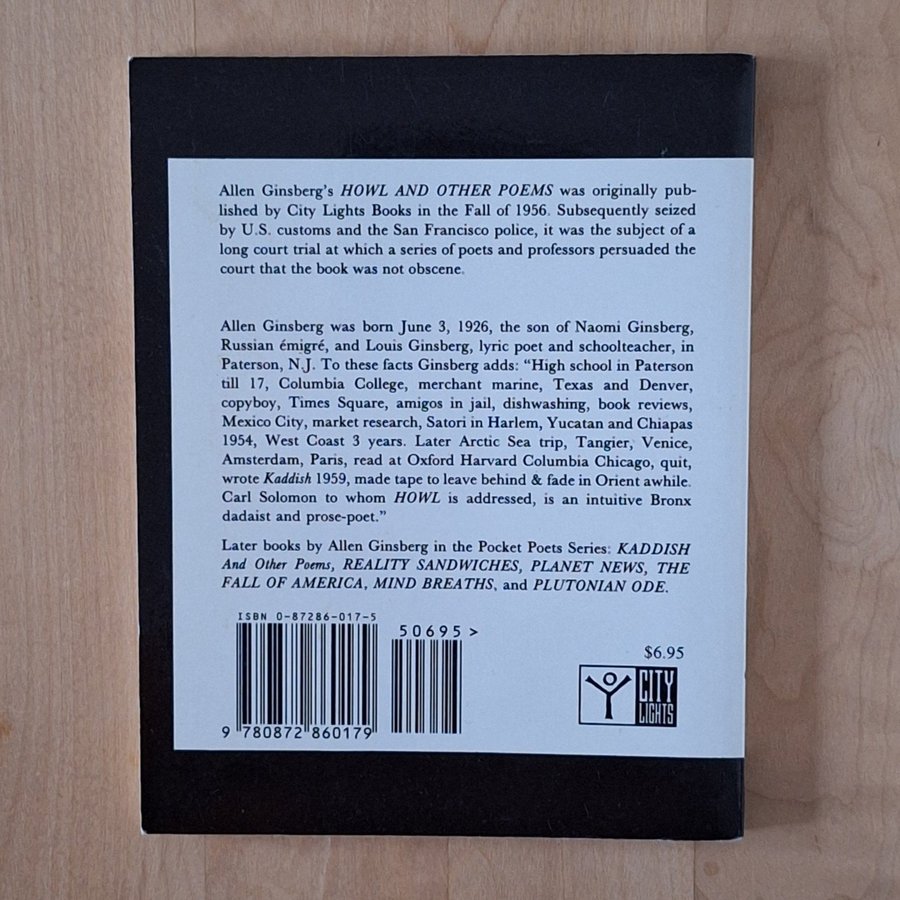 Allen Ginsberg's HOWL AND OTHER POEMS was originally pub-
lished by City Lights Books in the Fall of 1956. Subsequently seized
by U.S. customs and the San Francisco police, it was the subject of a
long court trial at which a series of poets and professors persuaded the
court that the book was not obscene.
Allen Ginsberg was born June 3, 1926, the son of Naomi Ginsberg,
Russian émigré, and Louis Ginsberg, lyric poet and schoolteacher, in
Paterson, N.J. To these facts Ginsberg adds: “High school in Paterson
till 17, Columbia College, merchant marine, Texas and Denver,
copyboy, Times Square, amigos in jail, dishwashing, book reviews,
Mexico City, market research, Satori in Harlem, Yucatan and Chiapas
1954, West Coast 3 years. Later Arctic Sea trip, Tangier, Venice,
Amsterdam, Paris, read at Oxford Harvard Columbia Chicago, quit,
wrote Kaddish 1959, made tape to leave behind & fade in Orient awhile.
Carl Solomon to whom HOWL is addressed, is an intuitive Bronx
dadaist and prose-poet.”
Later books by Allen Ginsberg in the Pocket Poets Series: KADDISH
And Other Poems, REALITY SANDWICHES, PLANET NEWS, THE
FALL OF AMERICA, MIND BREATHS, and PLUTONIAN ODE.
ISBN 0-87286-017-5
50695 >
9 780872 860179
$6.95
CITY
LIGHTS